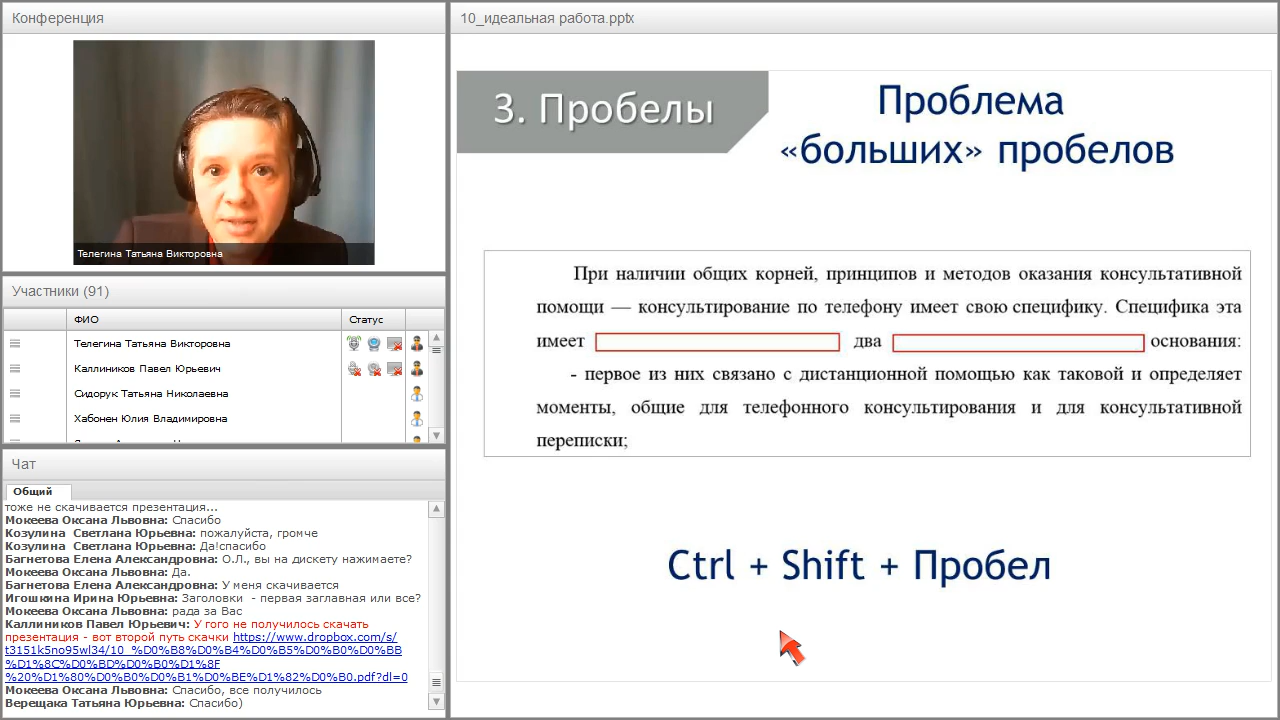 Конференция
Телегина Татьяна Викторовна
Участники (91)
ФИО
Статус
Телегина Татьяна Викторовна
Каллиников Павел Юрьевич
Сидорук Татьяна Николаевна
Хабонен Юлия Владимировна
Чат
Общий
тоже не скачивается презентация...
Мокеева Оксана Львовна: Спасибо
Козулина Светлана Юрьевна: пожалуйста, громче
Козулина Светлана Юрьевна: Да!спасибо
Багнетова Елена Александровна: О.Л., вы на дискету нажимаете?
Мокеева Оксана Львовна: Да.
Багнетова Елена Александровна: У меня скачивается
Игошкина Ирина Юрьевна: Заголовки - первая заглавная или все?
Мокеева Оксана Львовна: рада за Вас
Каллиников Павел Юрьевич: У гого не получилось скачать
презентация - вот второй путь скачки https://www.dropbox.com/s/
t3151k5no95wl34/10_%D0%B8%D0%B4%D0%B5%D0%B0%D0%BB
%D1%8C%D0%BD%D0%B0%D1%8F
%20%D1%80%D0%B0%D0%B1%D0%BE%D1%82%D0%B0.pdf?dl=0
Мокеева Оксана Львовна: Спасибо, все получилось
Верещака Татьяна Юрьевна: Спасибо)
10_идеальная работа.pptx
3. Пробелы
Проблема
«больших» пробелов
При наличии общих корней, принципов и методов оказания консультативной
помощи — консультирование по телефону имеет свою специфику. Специфика эта
имеет два основания:
- первое из них связано с дистанционной помощью как таковой и определяет
моменты, общие для телефонного консультирования и для консультативной
переписки;
Ctrl + Shift + Пробел